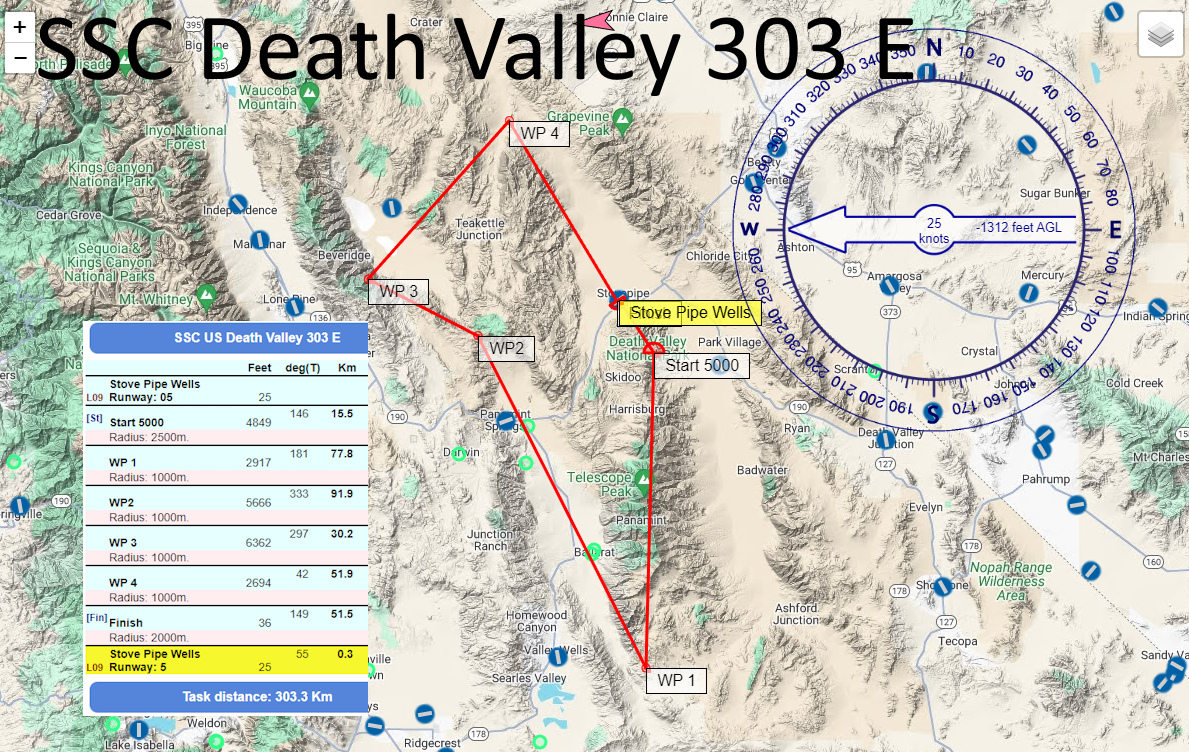 SSC Death Valley 303 E
+
−
395
Crater
Big Pine
395
North Palisade
Waucoba
Mountain
Inyo National
Forest
Kings Canyon
National Park
Cedar Grove
Independence
Sequoia &
Kings Canyon
National Parks
Manzanar
Beveridge
Mt. Whitney
Lone Pine
136
WP 4
Grapevine
Peak
Teakettle
Junction
WP 3
WP2
Stove Pipe Wells
Death Valley
National Park
Park Village
Start 5000
Skidoo
Harrisburg
190
Panamint
Springs
Darwin
Telescope
Peak
Panamint
Junction
Ranch
Ballarat
Badwater
Homewood
Canyon
Valley Wells
Searles Valley
WP 1
Ridgecrest
178
Weldon
Lake Isabella
190
Ryan
190
Chloride City
Beatty
Ashton
95
Amargosa
Valley
373
Scranton
Death Valley
Junction
127
Sugar Bunker
Mercury
Indian Springs
Crystal
Johnnie
Cold Creek
Mt Charles
Pahrump
Evelyn
178
160
Nopah Range
Wilderness
Area
178
Shoshone
127
Tecopa
Ashford
Junction
Sandy Va
N
10
20
30
40
50
60
70
80
E
100
110
120
130
140
150
160
170
S
190
200
210
220
230
240
250
260
W
280
290
300
310
320
330
340
350
25
knots
-1312 feet AGL
SSC US Death Valley 303 E
Feet deg(T) Km
Stove Pipe Wells
L09 Runway: 05 25
[St] Start 5000 4849 146 15.5
Radius: 2500m.
WP 1 2917 181 77.8
Radius: 1000m.
WP2 5666 333 91.9
Radius: 1000m.
WP 3 6362 297 30.2
Radius: 1000m.
WP 4 2694 42 51.9
Radius: 1000m.
[Fin] Finish 36 149 51.5
Radius: 2000m.
Stove Pipe Wells 55 0.3
L09 Runway: 5 25
Task distance: 303.3 Km